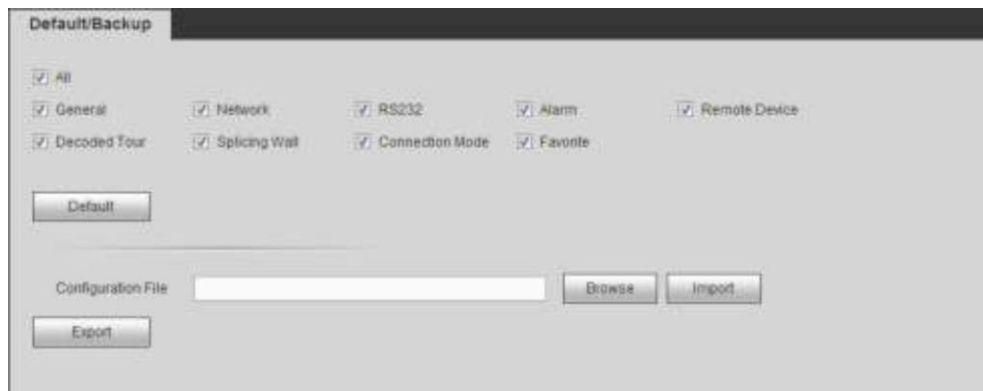 Default/Backup
All
General Network RS232 Alarm Remote Device
Decoded Tour Splicing Wall Connection Mode Favorite
Default
Configuration File Browse Import
Export